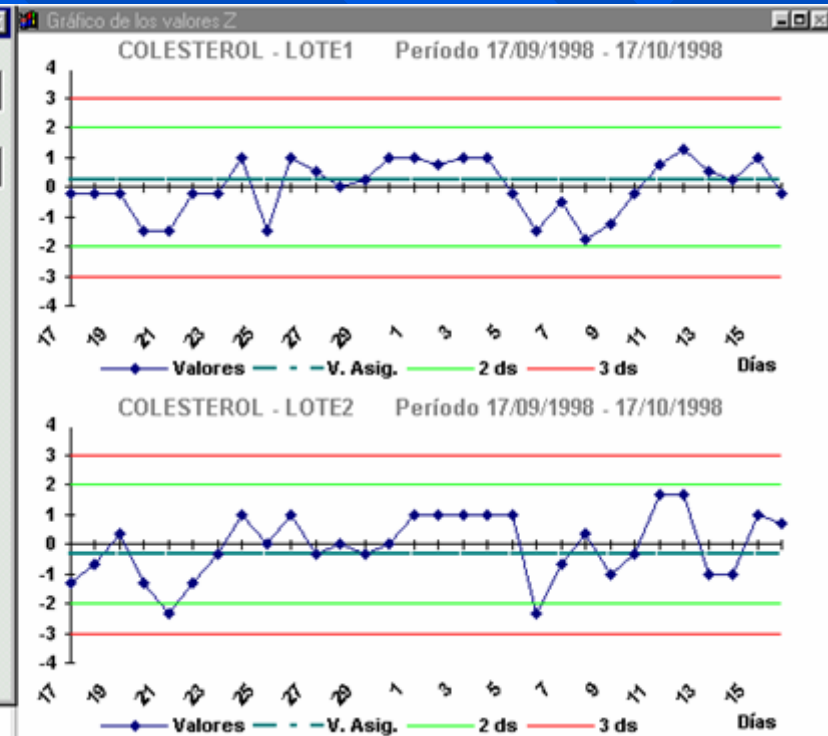 Gráfico de los valores Z
COLESTEROL - LOTE1 Período 17/09/1998 - 17/10/1998
4
3
2
1
0
-1
-2
-3
-4
17 19 21 23 25 27 29 1 3 5 7 9 11 13 15
Días
Valores V. Asig. 2 ds 3 ds
COLESTEROL - LOTE2 Período 17/09/1998 - 17/10/1998
4
3
2
1
0
-1
-2
-3
-4
17 19 21 23 25 27 29 1 3 5 7 9 11 13 15
Días
Valores V. Asig. 2 ds 3 ds